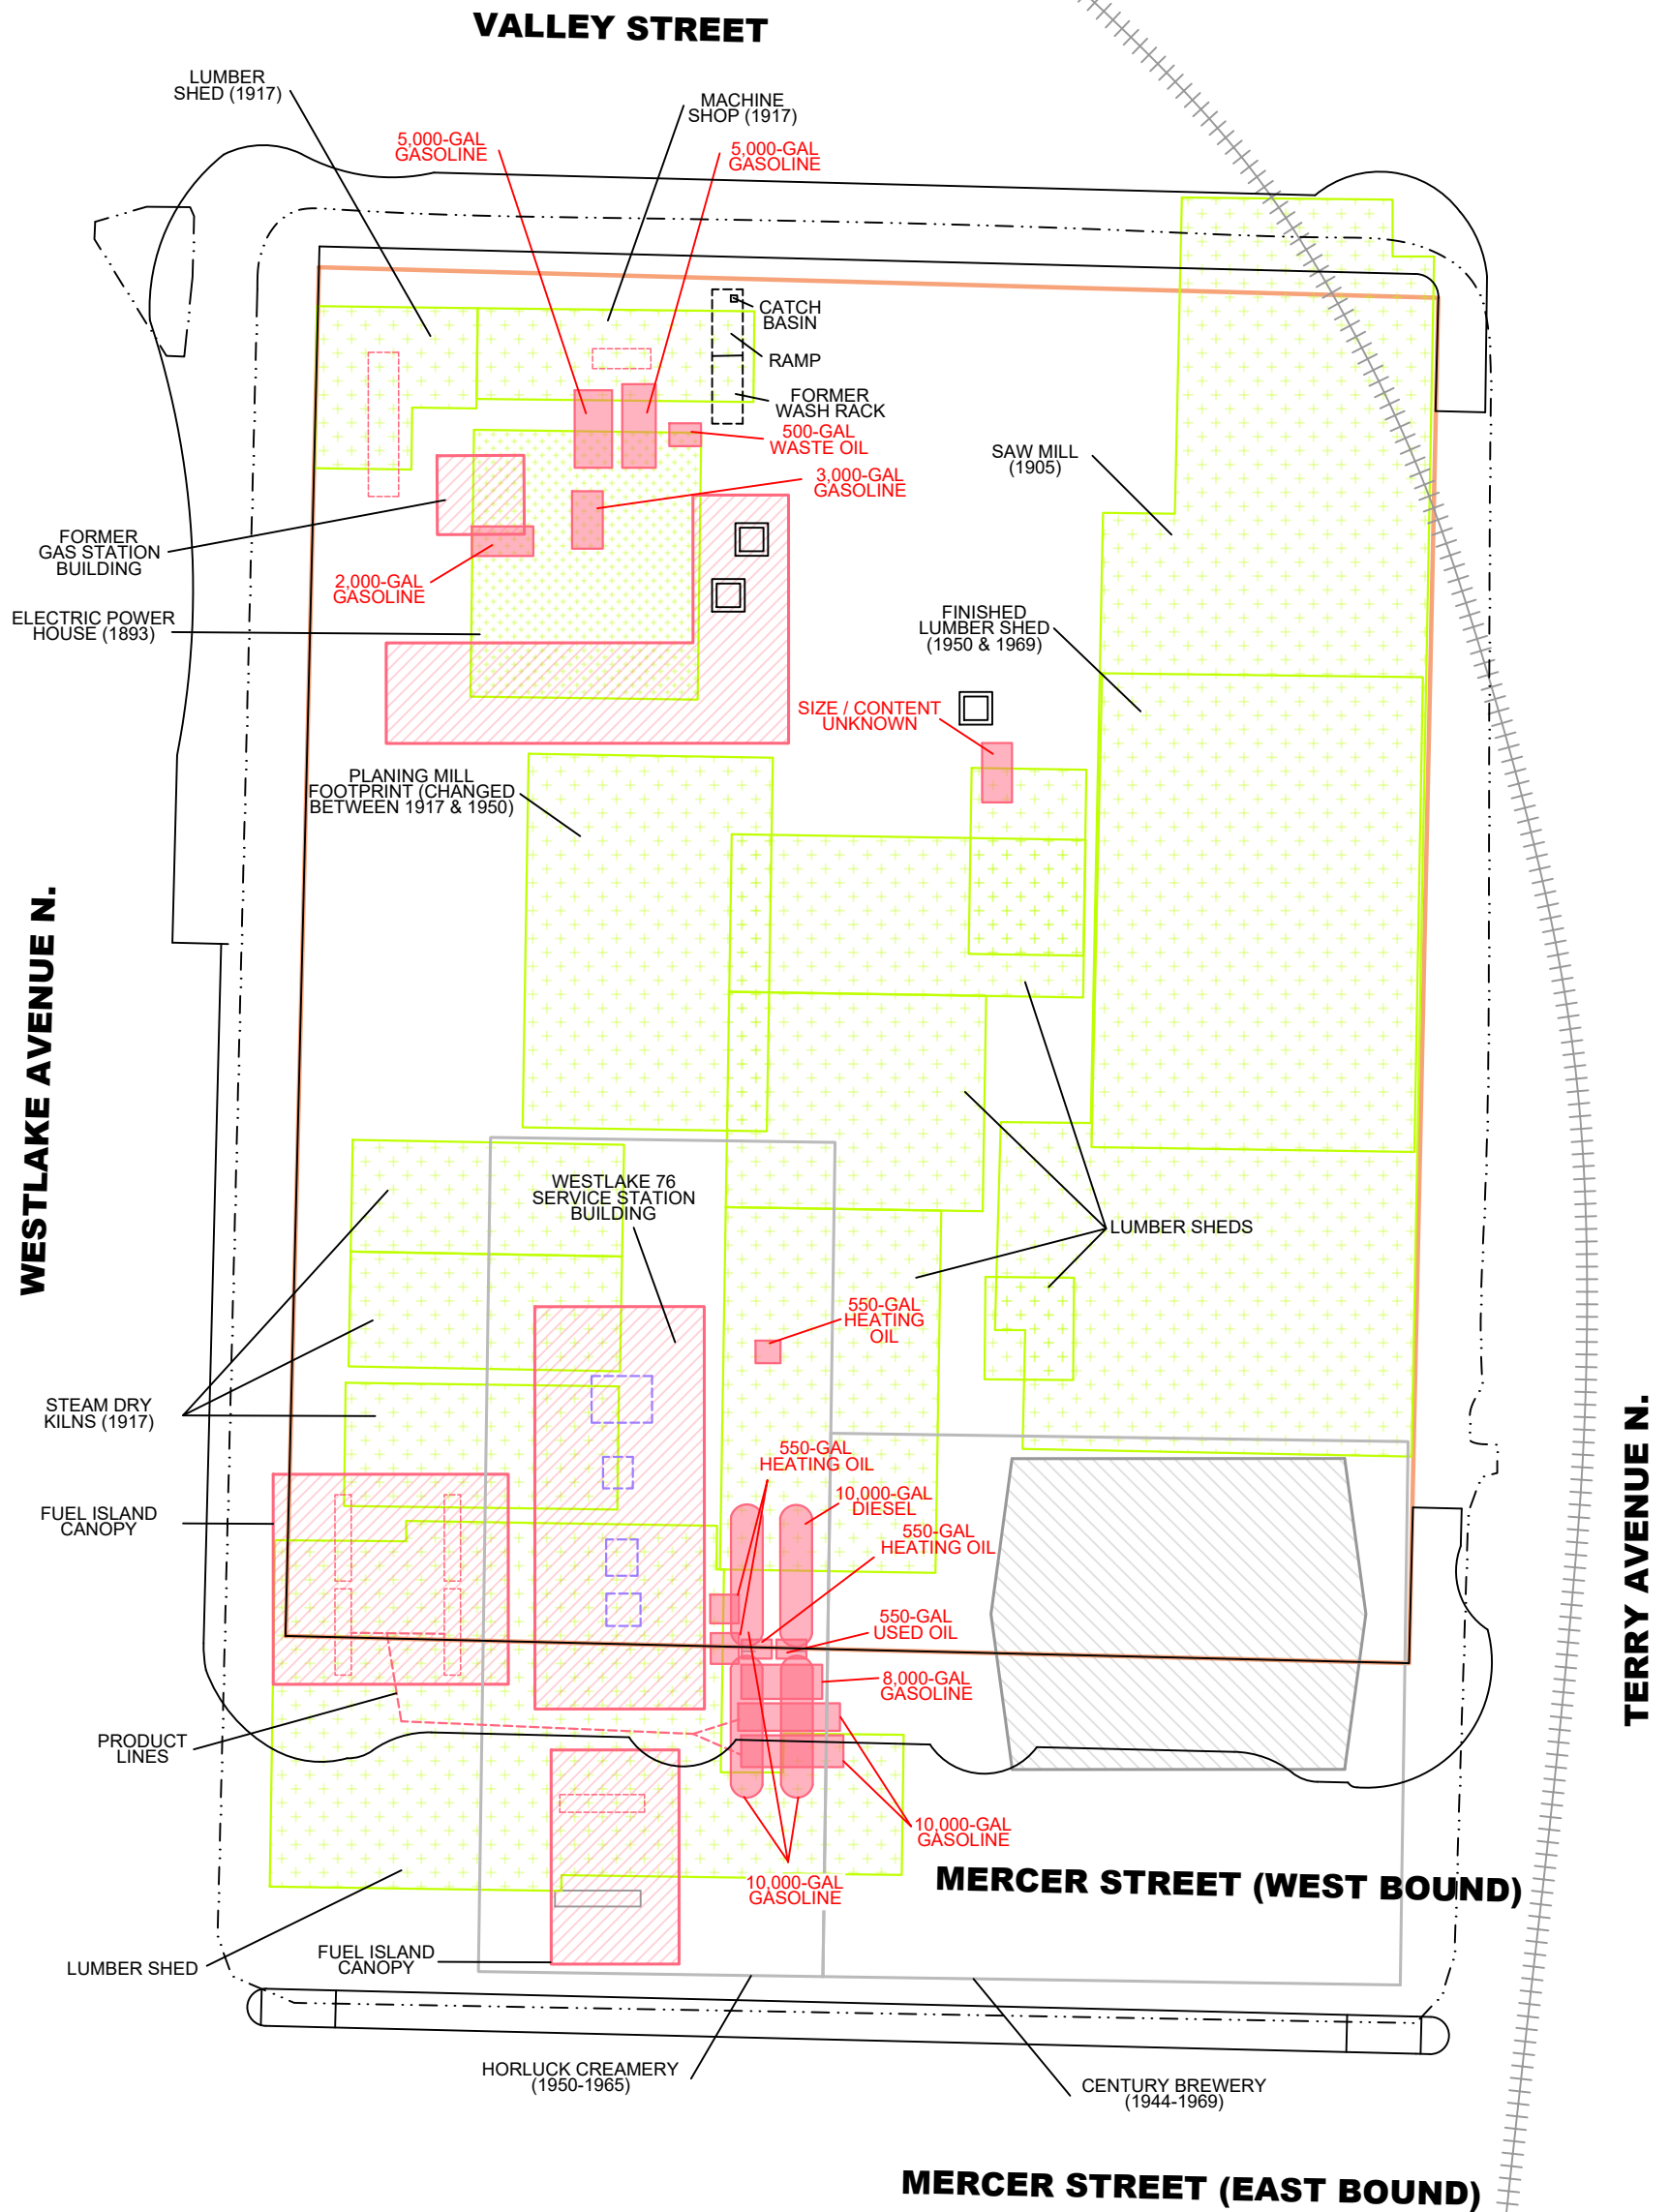 VALLEY STREET
LUMBER
SHED (1917)
MACHINE
SHOP (1917)
5,000-GAL
GASOLINE
5,000-GAL
GASOLINE
CATCH
BASIN
RAMP
FORMER
WASH RACK
500-GAL
WASTE OIL
SAW MILL
(1905)
3,000-GAL
GASOLINE
FORMER
GAS STATION
BUILDING
2,000-GAL
GASOLINE
ELECTRIC POWER
HOUSE (1893)
FINISHED
LUMBER SHED
(1950 & 1969)
SIZE / CONTENT
UNKNOWN
PLANING MILL
FOOTPRINT (CHANGED
BETWEEN 1917 & 1950)
WESTLAKE AVENUE N.
WESTLAKE 76
SERVICE STATION
BUILDING
LUMBER SHEDS
550-GAL
HEATING
OIL
STEAM DRY
KILNS (1917)
550-GAL
HEATING OIL
10,000-GAL
DIESEL
FUEL ISLAND
CANOPY
550-GAL
HEATING OIL
TERRY AVENUE N.
550-GAL
USED OIL
8,000-GAL
GASOLINE
PRODUCT
LINES
10,000-GAL
GASOLINE
10,000-GAL
GASOLINE
MERCER STREET (WEST BOUND)
FUEL ISLAND
CANOPY
LUMBER SHED
HORLUCK CREAMERY
(1950-1965)
CENTURY BREWERY
(1944-1969)
MERCER STREET (EAST BOUND)